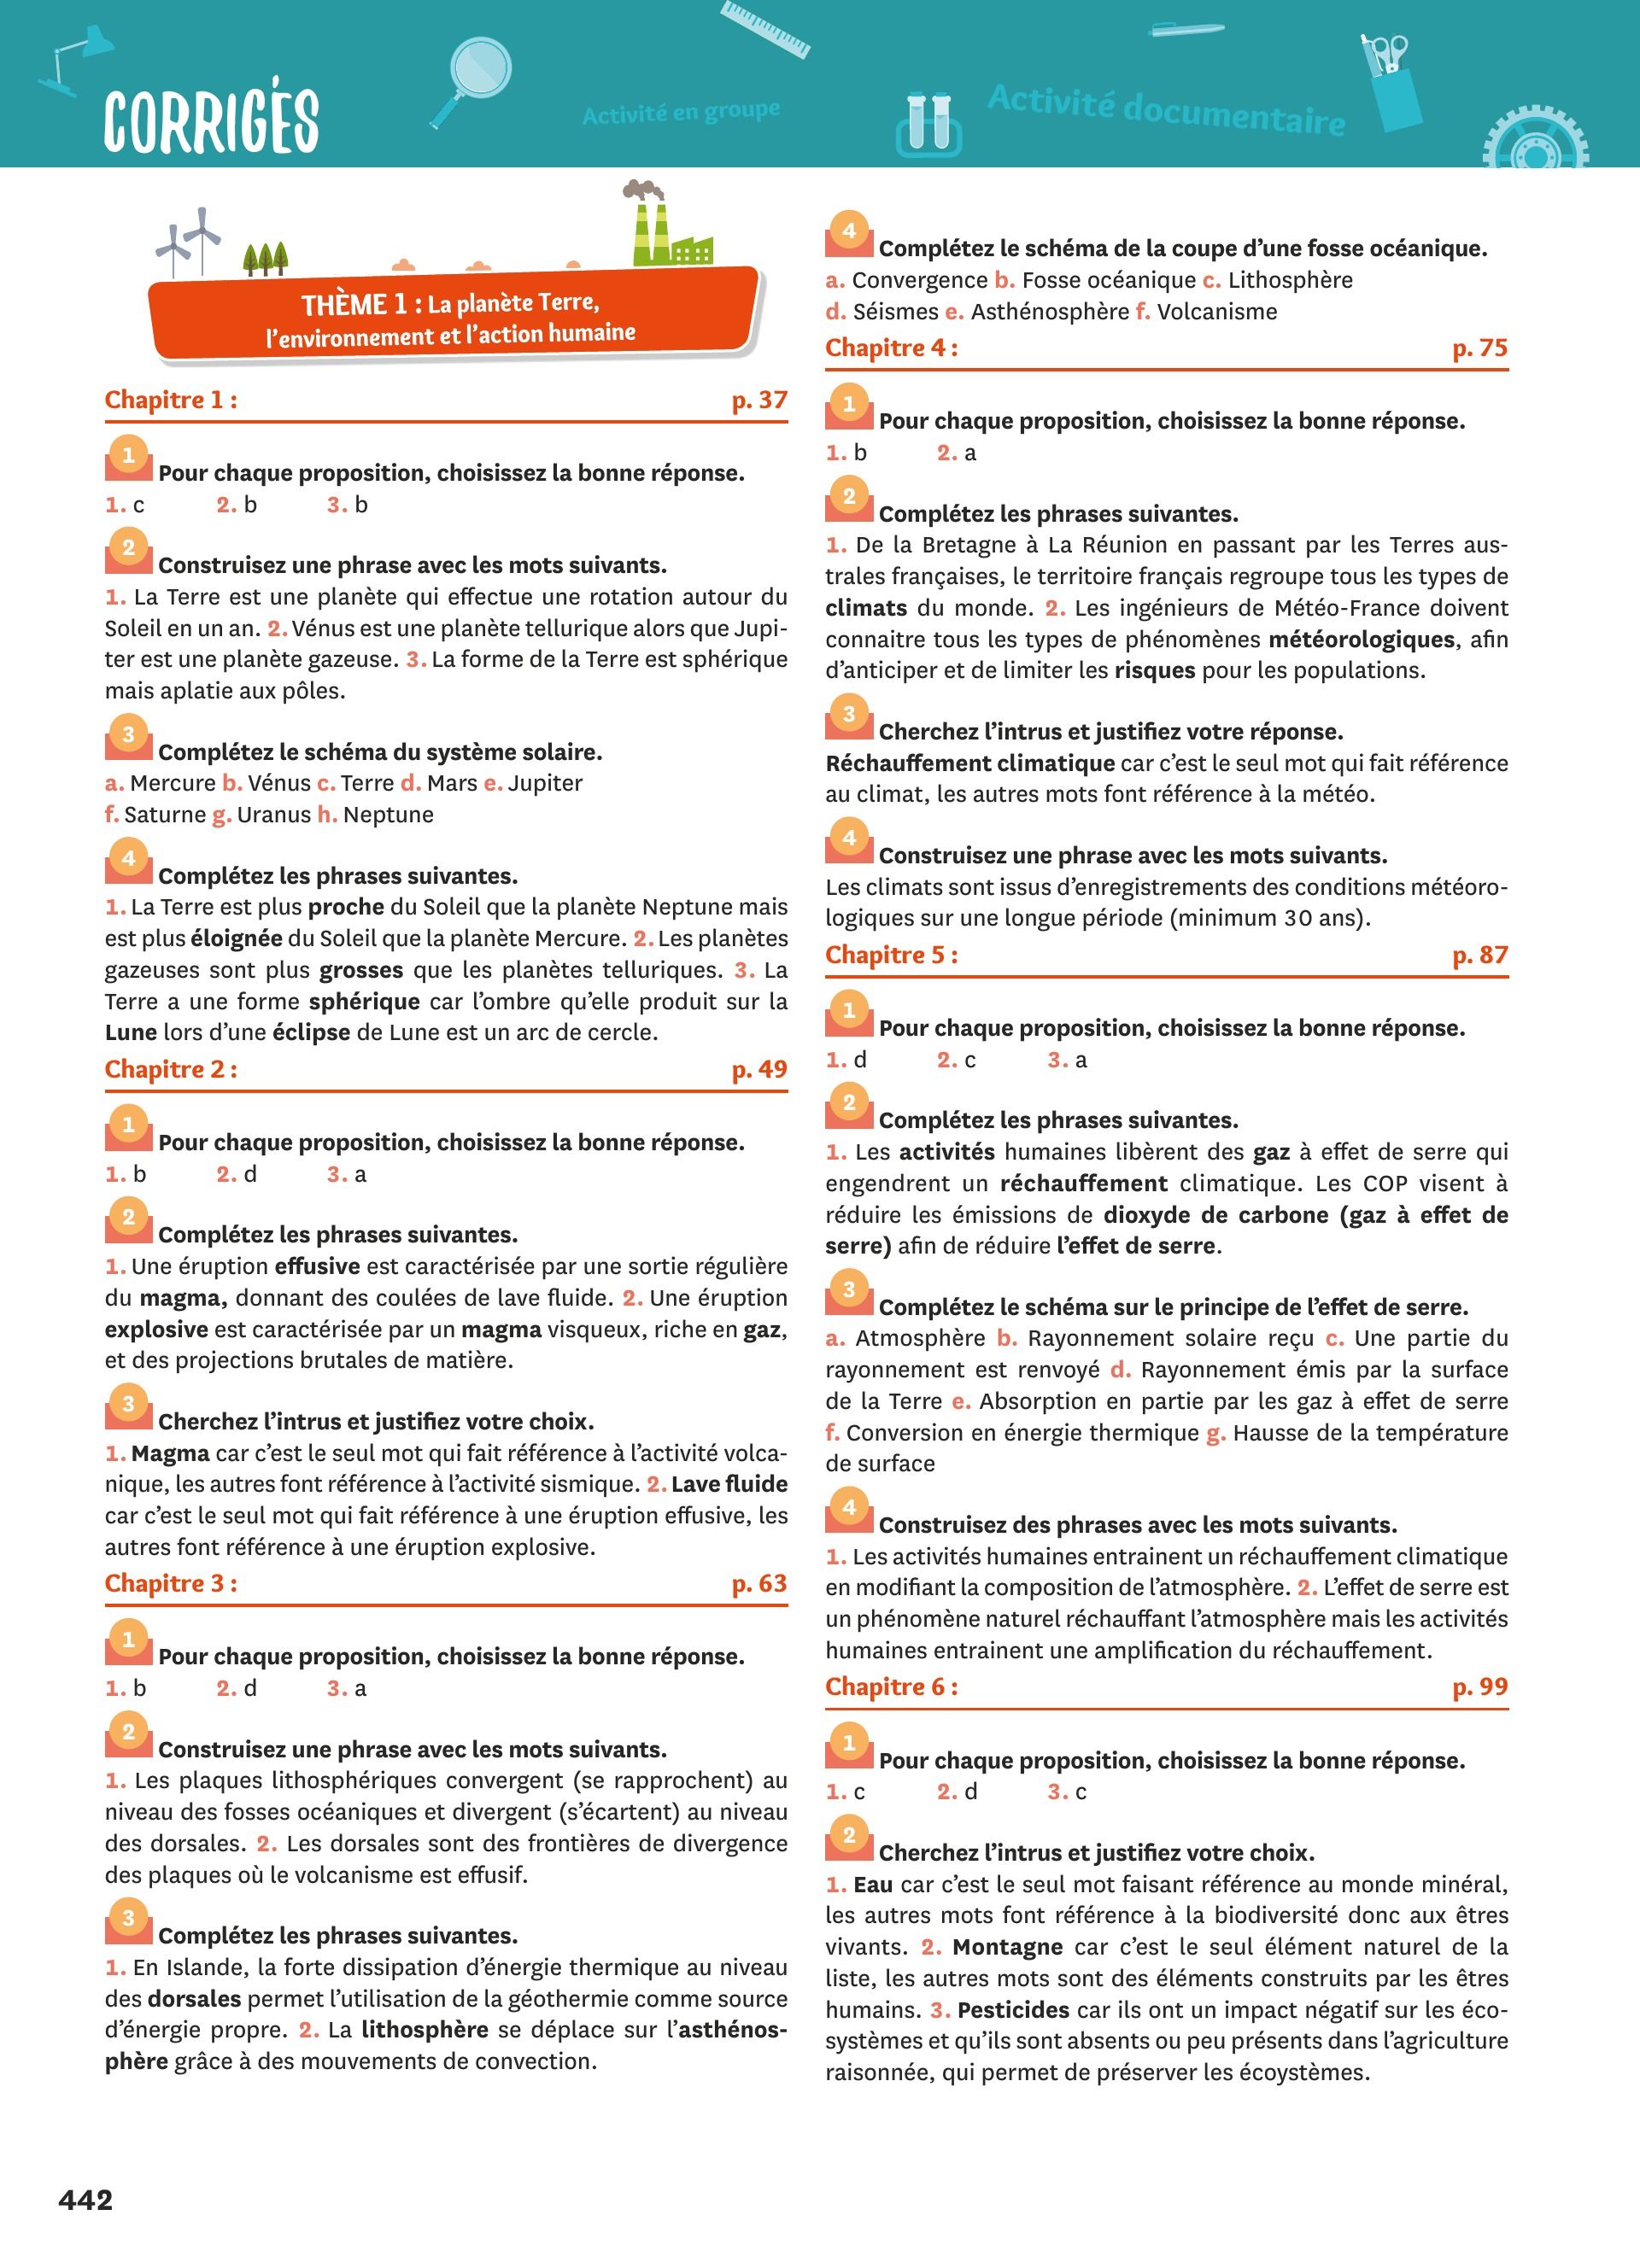 CORRIGÉS
Activité en groupe
Activité documentaire
THÈME 1 : La planète Terre,
l'environnement et l'action humaine
Chapitre 1 : p. 37
1 Pour chaque proposition, choisissez la bonne réponse.
1. c 2. b 3. b
2 Construisez une phrase avec les mots suivants.
1. La Terre est une planète qui effectue une rotation autour du
Soleil en un an. 2. Vénus est une planète tellurique alors que Jupi-
ter est une planète gazeuse. 3. La forme de la Terre est sphérique
mais aplatie aux pôles.
3 Complétez le schéma du système solaire.
a. Mercure b. Vénus c. Terre d. Mars e. Jupiter
f. Saturne g. Uranus h. Neptune
4 Complétez les phrases suivantes.
1. La Terre est plus proche du Soleil que la planète Neptune mais
est plus éloignée du Soleil que la planète Mercure. 2. Les planètes
gazeuses sont plus grosses que les planètes telluriques. 3. La
Terre a une forme sphérique car l'ombre qu'elle produit sur la
Lune lors d'une éclipse de Lune est un arc de cercle.
Chapitre 2 : p. 49
1 Pour chaque proposition, choisissez la bonne réponse.
1. b 2. d 3. a
2 Complétez les phrases suivantes.
1. Une éruption effusive est caractérisée par une sortie régulière
du magma, donnant des coulées de lave fluide. 2. Une éruption
explosive est caractérisée par un magma visqueux, riche en gaz,
et des projections brutales de matière.
3 Cherchez l'intrus et justifiez votre choix.
1. Magma car c'est le seul mot qui fait référence à l'activité volca-
nique, les autres font référence à l'activité sismique. 2. Lave fluide
car c'est le seul mot qui fait référence à une éruption effusive, les
autres font référence à une éruption explosive.
Chapitre 3 : p. 63
1 Pour chaque proposition, choisissez la bonne réponse.
1. b 2. d 3. a
2 Construisez une phrase avec les mots suivants.
1. Les plaques lithosphériques convergent (se rapprochent) au
niveau des fosses océaniques et divergent (s'écartent) au niveau
des dorsales. 2. Les dorsales sont des frontières de divergence
des plaques où le volcanisme est effusif.
3 Complétez les phrases suivantes.
1. En Islande, la forte dissipation d'énergie thermique au niveau
des dorsales permet l'utilisation de la géothermie comme source
d'énergie propre. 2. La lithosphère se déplace sur l'asthénos-
phère grâce à des mouvements de convection.
4 Complétez le schéma de la coupe d'une fosse océanique.
a. Convergence b. Fosse océanique c. Lithosphère
d. Séismes e. Asthénosphère f. Volcanisme
Chapitre 4 : p. 75
1 Pour chaque proposition, choisissez la bonne réponse.
1. b 2. a
2 Complétez les phrases suivantes.
1. De la Bretagne à La Réunion en passant par les Terres aus-
trales françaises, le territoire français regroupe tous les types de
climats du monde. 2. Les ingénieurs de Météo-France doivent
connaitre tous les types de phénomènes météorologiques, afin
d'anticiper et de limiter les risques pour les populations.
3 Cherchez l'intrus et justifiez votre réponse.
Réchauffement climatique car c'est le seul mot qui fait référence
au climat, les autres mots font référence à la météo.
4 Construisez une phrase avec les mots suivants.
Les climats sont issus d'enregistrements des conditions météoro-
logiques sur une longue période (minimum 30 ans).
Chapitre 5 : p. 87
1 Pour chaque proposition, choisissez la bonne réponse.
1. d 2. c 3. a
2 Complétez les phrases suivantes.
1. Les activités humaines libèrent des gaz à effet de serre qui
engendrent un réchauffement climatique. Les COP visent à
réduire les émissions de dioxyde de carbone (gaz à effet de
serre) afin de réduire l'effet de serre.
3 Complétez le schéma sur le principe de l'effet de serre.
a. Atmosphère b. Rayonnement solaire reçu c. Une partie du
rayonnement est renvoyé d. Rayonnement émis par la surface
de la Terre e. Absorption en partie par les gaz à effet de serre
f. Conversion en énergie thermique g. Hausse de la température
de surface
4 Construisez des phrases avec les mots suivants.
1. Les activités humaines entrainent un réchauffement climatique
en modifiant la composition de l'atmosphère. 2. L'effet de serre est
un phénomène naturel réchauffant l'atmosphère mais les activités
humaines entrainent une amplification du réchauffement.
Chapitre 6 : p. 99
1 Pour chaque proposition, choisissez la bonne réponse.
1. c 2. d 3. c
2 Cherchez l'intrus et justifiez votre choix.
1. Eau car c'est le seul mot faisant référence au monde minéral,
les autres mots font référence à la biodiversité donc aux êtres
vivants. 2. Montagne car c'est le seul élément naturel de la
liste, les autres mots sont des éléments construits par les êtres
humains. 3. Pesticides car ils ont un impact négatif sur les éco-
systèmes et qu'ils sont absents ou peu présents dans l'agriculture
raisonnée, qui permet de préserver les écoystèmes.
442